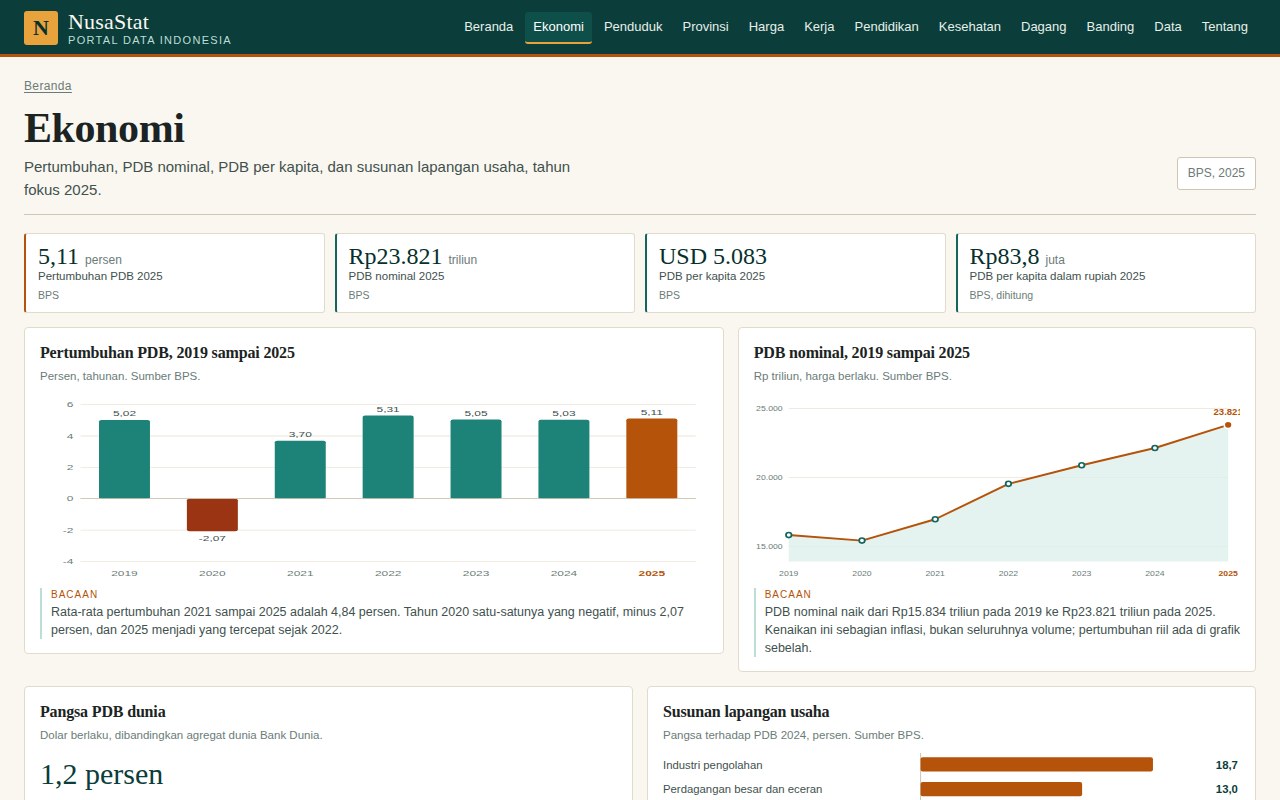 N
NusaStat
PORTAL DATA INDONESIA
Beranda Ekonomi Penduduk Provinsi Harga Kerja Pendidikan Kesehatan Dagang Banding Data Tentang
Beranda
Ekonomi
Pertumbuhan, PDB nominal, PDB per kapita, dan susunan lapangan usaha, tahun
fokus 2025.
BPS, 2025
5,11 persen
Pertumbuhan PDB 2025
BPS
Rp23.821 triliun
PDB nominal 2025
BPS
USD 5.083
PDB per kapita 2025
BPS
Rp83,8 juta
PDB per kapita dalam rupiah 2025
BPS, dihitung
Pertumbuhan PDB, 2019 sampai 2025
Persen, tahunan. Sumber BPS.
6
4
2
0
-2
-4
5,02
-2,07
3,70
5,31
5,05
5,03
5,11
2019 2020 2021 2022 2023 2024 2025
BACAAN
Rata-rata pertumbuhan 2021 sampai 2025 adalah 4,84 persen. Tahun 2020 satu-satunya yang negatif, minus 2,07
persen, dan 2025 menjadi yang tercepat sejak 2022.
PDB nominal, 2019 sampai 2025
Rp triliun, harga berlaku. Sumber BPS.
25.000
20.000
15.000
23.821
2019 2020 2021 2022 2023 2024 2025
BACAAN
PDB nominal naik dari Rp15.834 triliun pada 2019 ke Rp23.821 triliun pada 2025.
Kenaikan ini sebagian inflasi, bukan seluruhnya volume; pertumbuhan riil ada di grafik
sebelah.
Pangsa PDB dunia
Dolar berlaku, dibandingkan agregat dunia Bank Dunia.
1,2 persen
Susunan lapangan usaha
Pangsa terhadap PDB 2024, persen. Sumber BPS.
Industri pengolahan 18,7
Perdagangan besar dan eceran 13,0